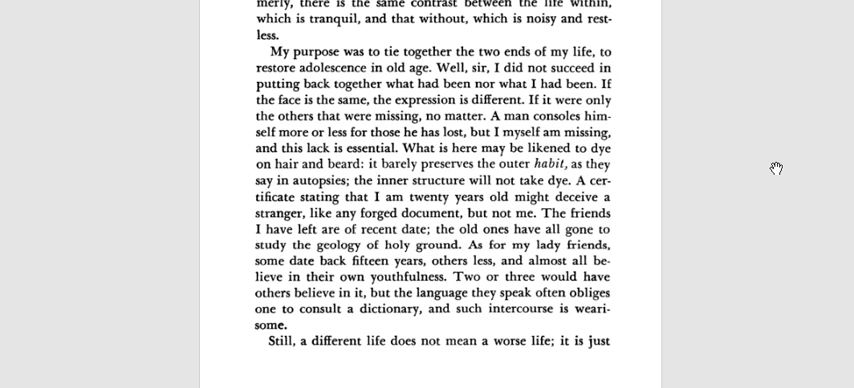 merly, there is the same contrast between the life within,
which is tranquil, and that without, which is noisy and rest-
less.
My purpose was to tie together the two ends of my life, to
restore adolescence in old age. Well, sir, I did not succeed in
putting back together what had been nor what I had been. If
the face is the same, the expression is different. If it were only
the others that were missing, no matter. A man consoles him-
self more or less for those he has lost, but I myself am missing,
and this lack is essential. What is here may be likened to dye
on hair and beard: it barely preserves the outer habit, as they
say in autopsies; the inner structure will not take dye. A cer-
tificate stating that I am twenty years old might deceive a
stranger, like any forged document, but not me. The friends
I have left are of recent date; the old ones have all gone to
study the geology of holy ground. As for my lady friends,
some date back fifteen years, others less, and almost all be-
lieve in their own youthfulness. Two or three would have
others believe in it, but the language they speak often obliges
one to consult a dictionary, and such intercourse is weari-
some.
Still, a different life does not mean a worse life; it is just